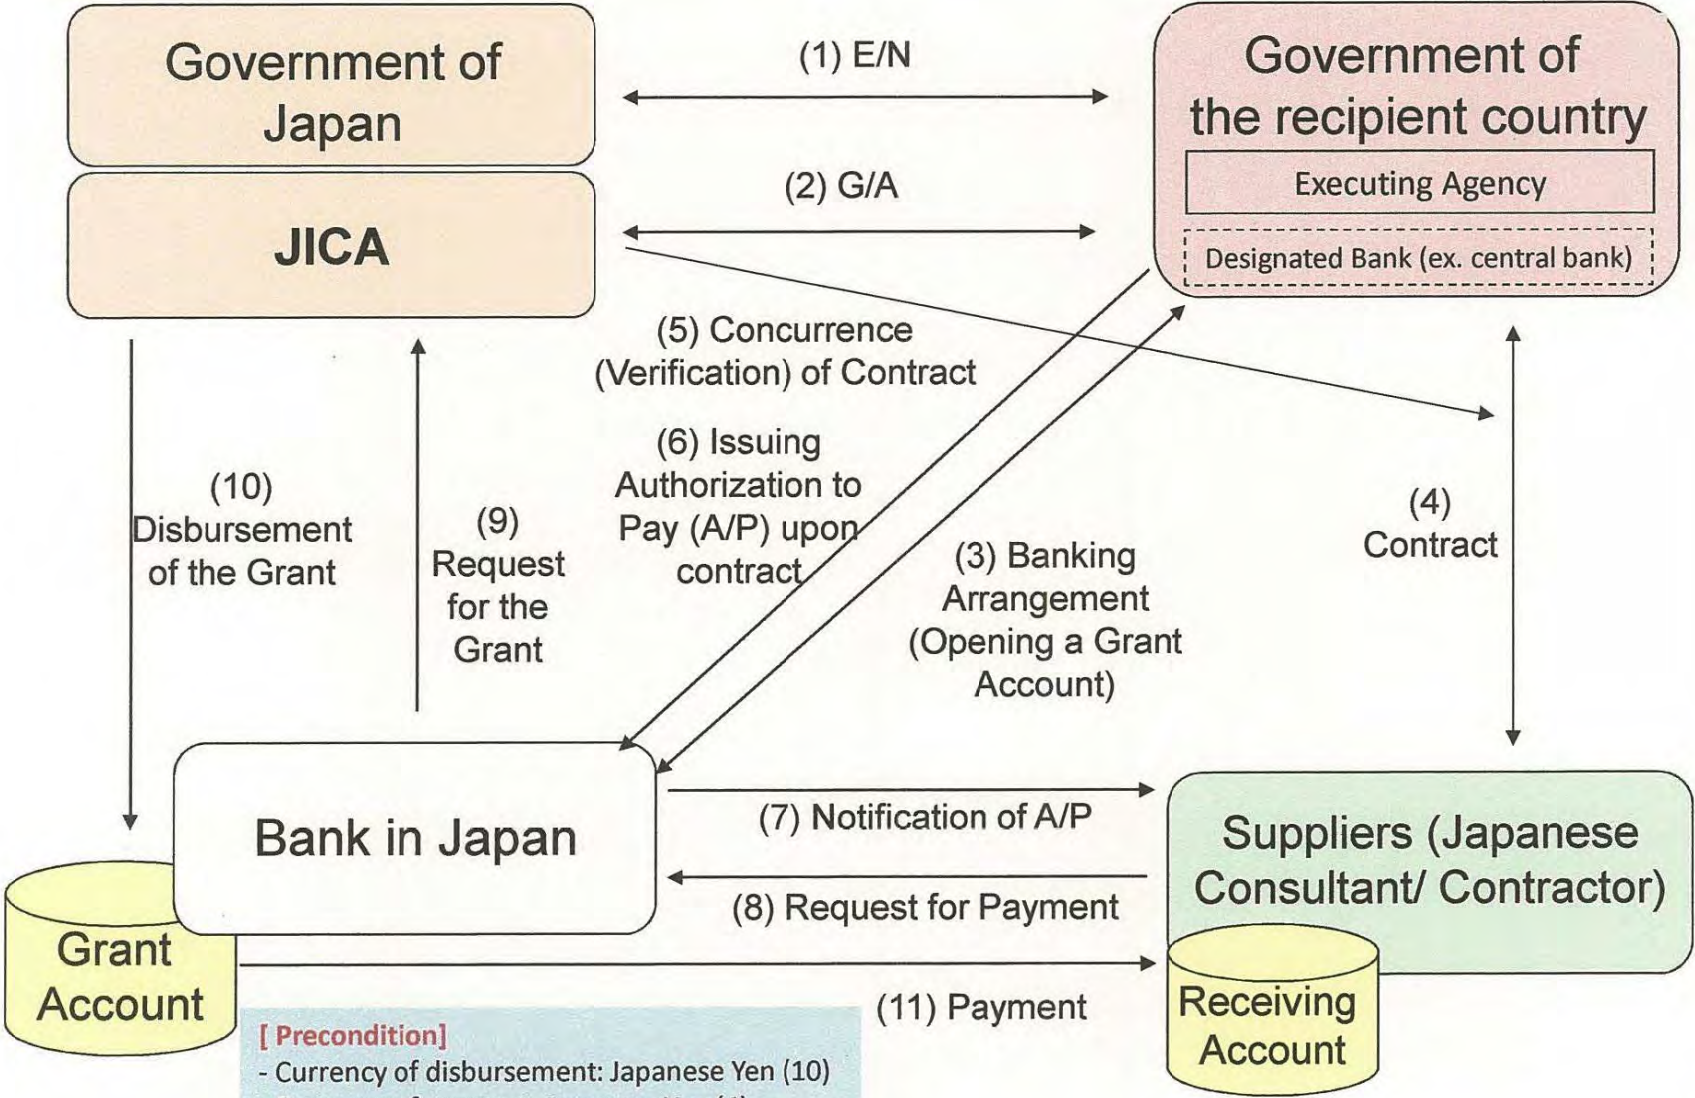 Government of
Japan
JICA
(1) E/N
(2) G/A
Government of
the recipient country
Executing Agency
Designated Bank (ex. central bank)
(5) Concurrence
(Verification) of Contract
(6) Issuing
Authorization to
Pay (A/P) upon
contract
(10)
Disbursement
of the Grant
(9)
Request
for the
Grant
(3) Banking
Arrangement
(Opening a Grant
Account)
(4)
Contract
Bank in Japan
(7) Notification of A/P
(8) Request for Payment
Suppliers (Japanese
Consultant/ Contractor)
Grant
Account
(11) Payment
Receiving
Account
[ Precondition]
- Currency of disbursement: Japanese Yen (10)